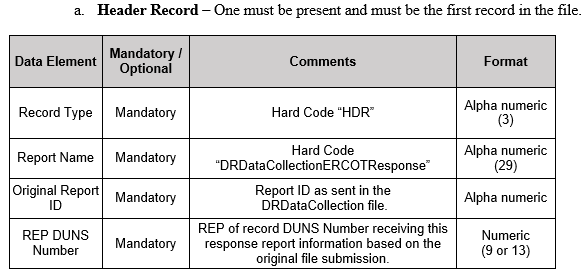 a. Header Record – One must be present and must be the first record in the file.
Data Element
Mandatory /
Optional
Comments
Format
Record Type
Mandatory
Hard Code “HDR”
Alpha numeric
(3)
Report Name
Mandatory
Hard Code
“DRDataCollectionERCOTResponse”
Alpha numeric
(29)
Original Report
ID
Mandatory
Report ID as sent in the
DRDataCollection file.
Alpha numeric
REP DUNS
Number
Mandatory
REP of record DUNS Number receiving this
response report information based on the
original file submission.
Numeric
(9 or 13)